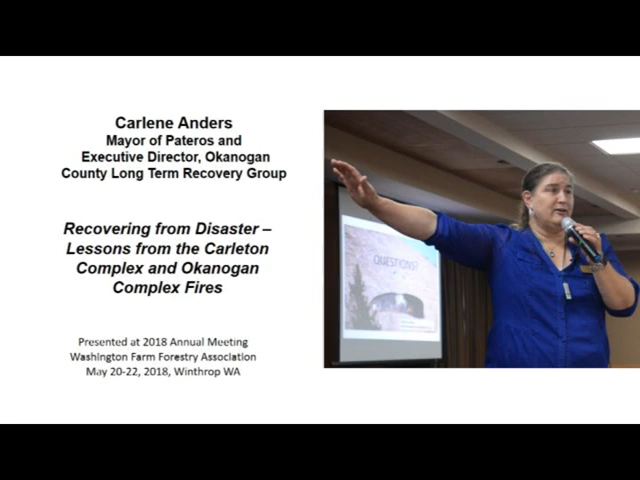 Carlene Anders
Mayor of Pateros and
Executive Director, Okanogan
County Long Term Recovery Group
Recovering from Disaster –
Lessons from the Carleton
Complex and Okanogan
Complex Fires
Presented at 2018 Annual Meeting
Washington Farm Forestry Association
May 20-22, 2018, Winthrop WA
QUESTIONS?